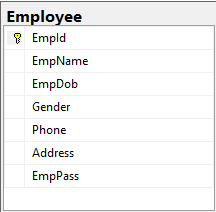 Employee
EmpId
EmpName
EmpDob
Gender
Phone
Address
EmpPass